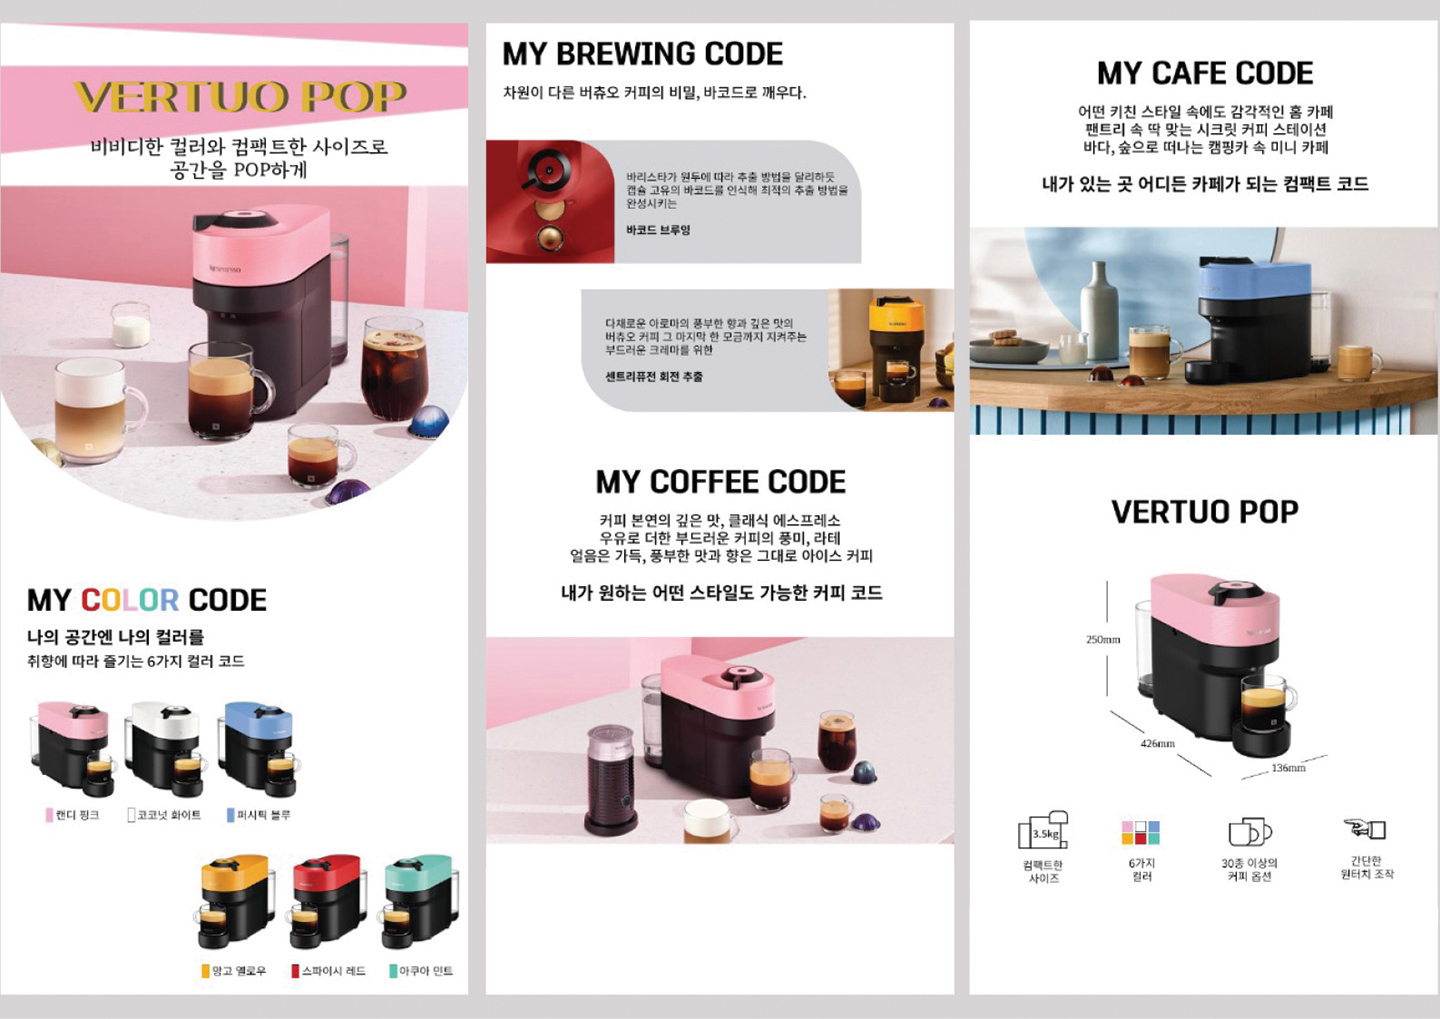 VERTUO POP
비비디한 컬러와 컴팩트한 사이즈로
공간을 POP하게
nespresso
MY COLOR CODE
나의 공간엔 나의 컬러를
취향에 따라 즐기는 6가지 컬러 코드
캔디 핑크
코코넛 화이트
퍼시픽 블루
망고 옐로우
스파이시 레드
아쿠아 민트
MY BREWING CODE
차원이 다른 버츄오 커피의 비밀, 바코드로 깨우다.
바리스타가 원두에 따라 추출 방법을 달리하듯
캡슐 고유의 바코드를 인식해 최적의 추출 방법을
완성시키는
바코드 브루잉
다채로운 아로마의 풍부한 향과 깊은 맛의
버츄오 커피 그 마지막 한 모금까지 지켜주는
부드러운 크레마를 위한
센트리퓨전 회전 추출
MY COFFEE CODE
커피 본연의 깊은 맛, 클래식 에스프레소
우유로 더한 부드러운 커피의 풍미, 라테
얼음은 가득, 풍부한 맛과 향은 그대로 아이스 커피
내가 원하는 어떤 스타일도 가능한 커피 코드
MY CAFE CODE
어떤 키친 스타일 속에도 감각적인 홈 카페
팬트리 속 딱 맞는 시크릿 커피 스테이션
바다, 숲으로 떠나는 캠핑카 속 미니 카페
내가 있는 곳 어디든 카페가 되는 컴팩트 코드
VERTUO POP
250mm
426mm
136mm
3.5kg
컴팩트한
사이즈
6가지
컬러
30종 이상의
커피 옵션
간단한
원터치 조작